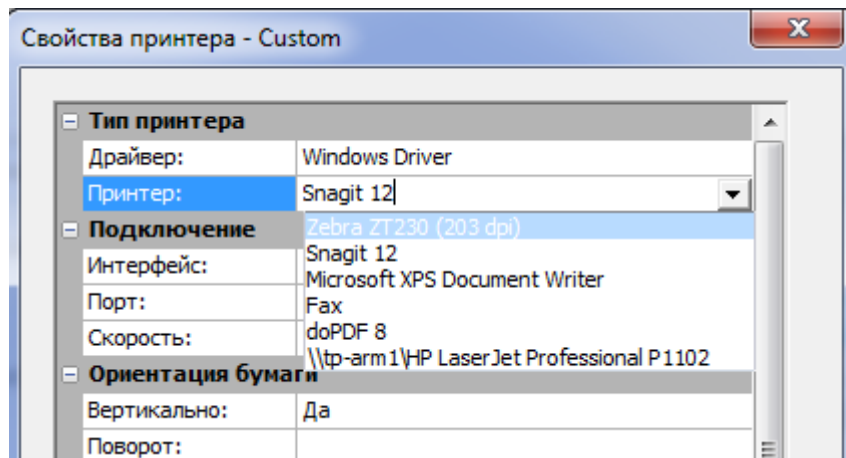 Свойства принтера - Custom
Тип принтера
Драйвер: Windows Driver
Принтер: Snagit 12
Подключение Zebra ZT230 (203 dpi)
Snagit 12
Интерфейс: Microsoft XPS Document Writer
Порт: Fax
Скорость: doPDF 8
\\tp-arm1\HP LaserJet Professional P1102
Ориентация бумаги
Вертикально: Да
Поворот: